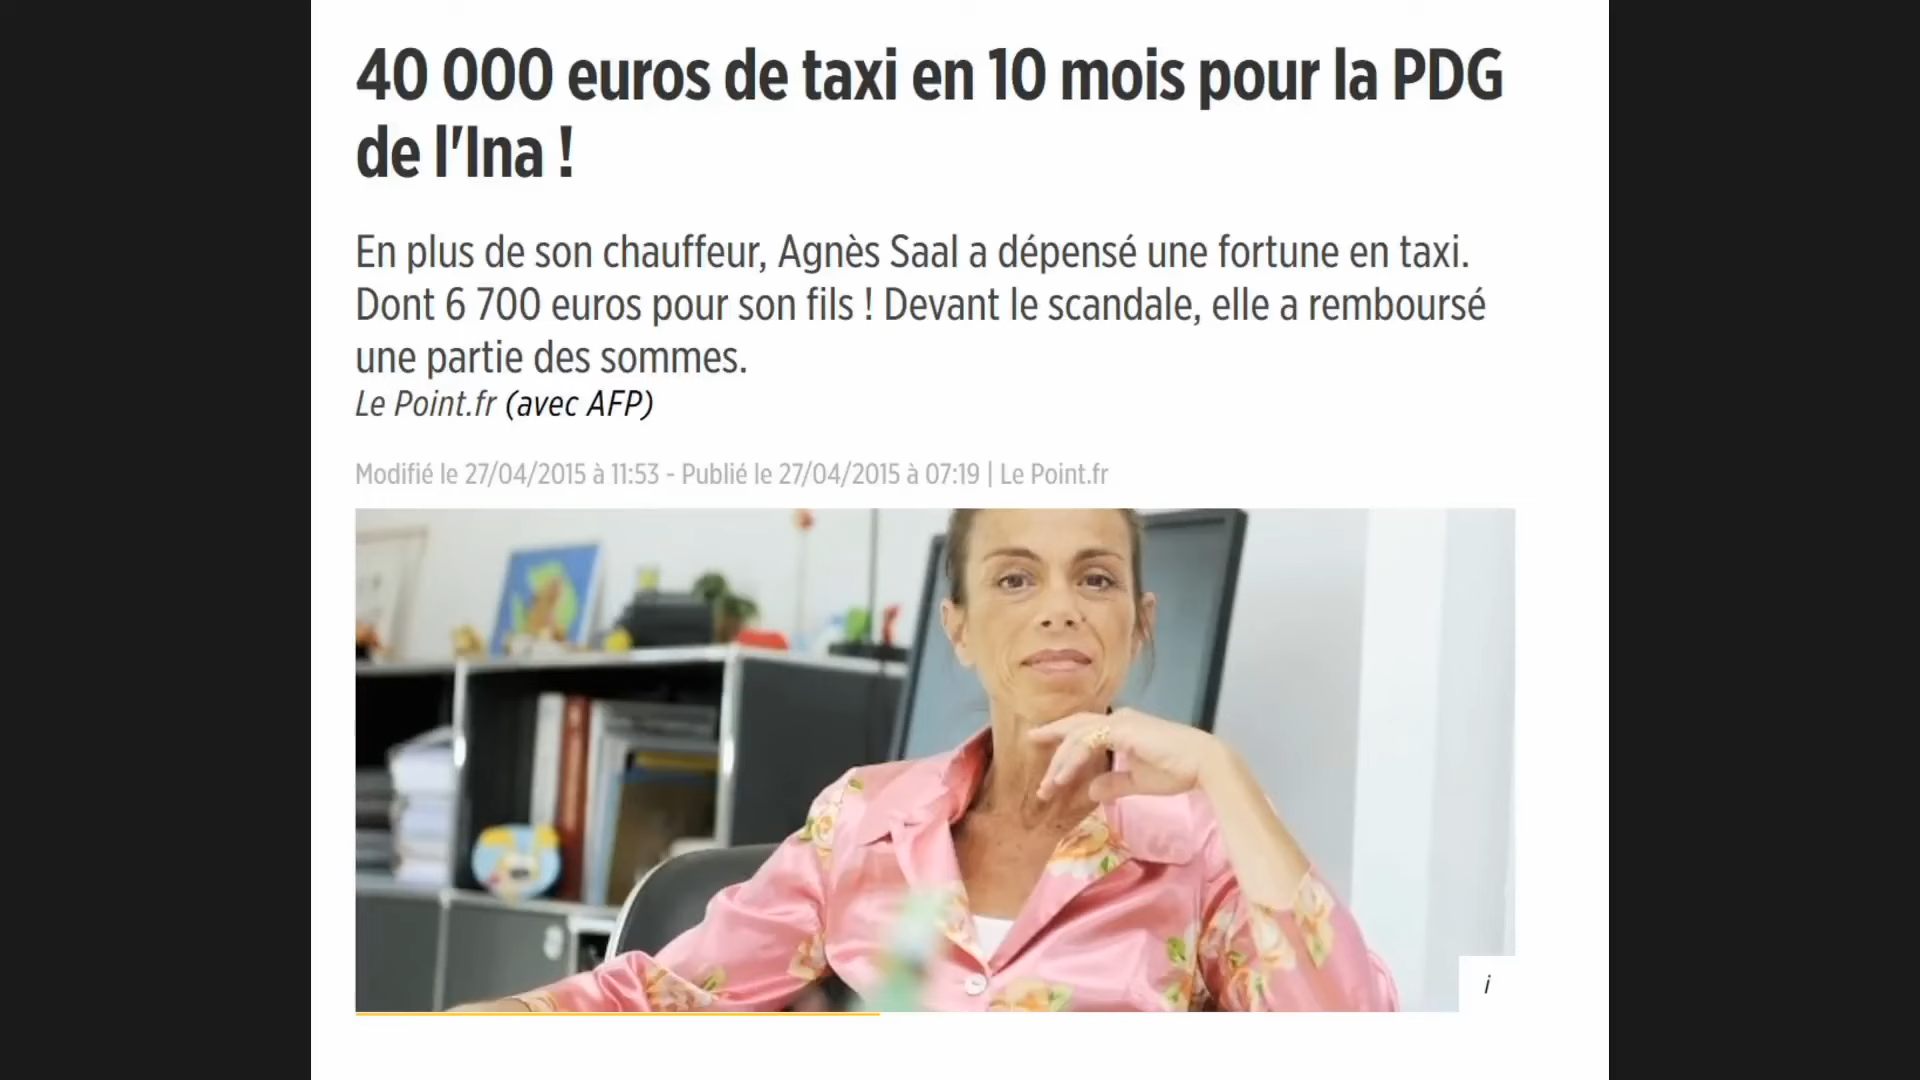 40 000 euros de taxi en 10 mois pour la PDG
de l'Ina !
En plus de son chauffeur, Agnès Saal a dépensé une fortune en taxi.
Dont 6 700 euros pour son fils ! Devant le scandale, elle a remboursé
une partie des sommes.
Le Point.fr (avec AFP)
Modifié le 27/04/2015 à 11:53 - Publié le 27/04/2015 à 07:19 | Le Point.fr
i